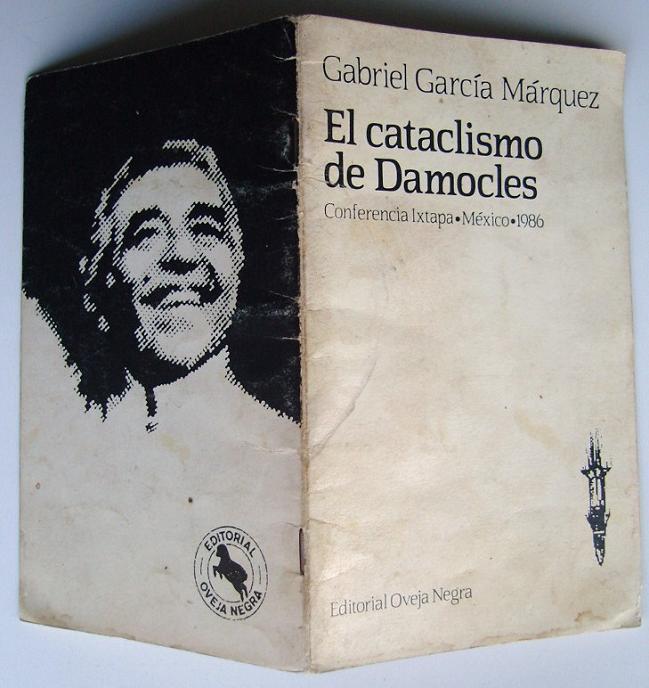 Gabriel García Márquez
El cataclismo
de Damocles
Conferencia Ixtapa•México•1986
Editorial Oveja Negra
EDITORIAL
OVEJA NEGRA